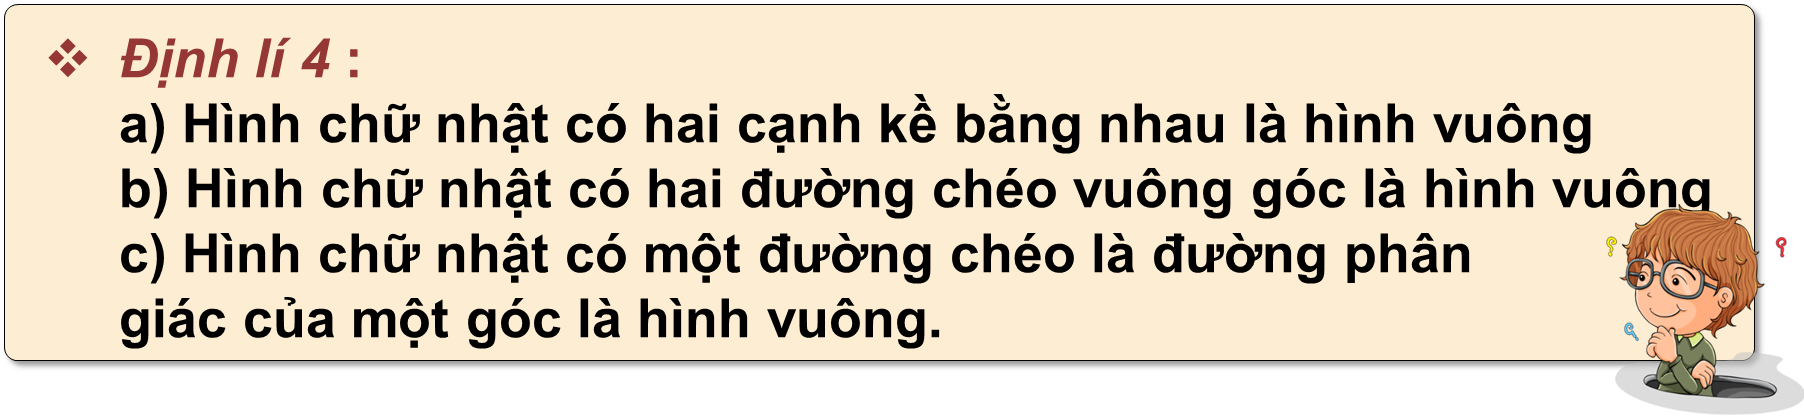 ❖ Định lí 4 :
a) Hình chữ nhật có hai cạnh kề bằng nhau là hình vuông
b) Hình chữ nhật có hai đường chéo vuông góc là hình vuông
c) Hình chữ nhật có một đường chéo là đường phân
giác của một góc là hình vuông.